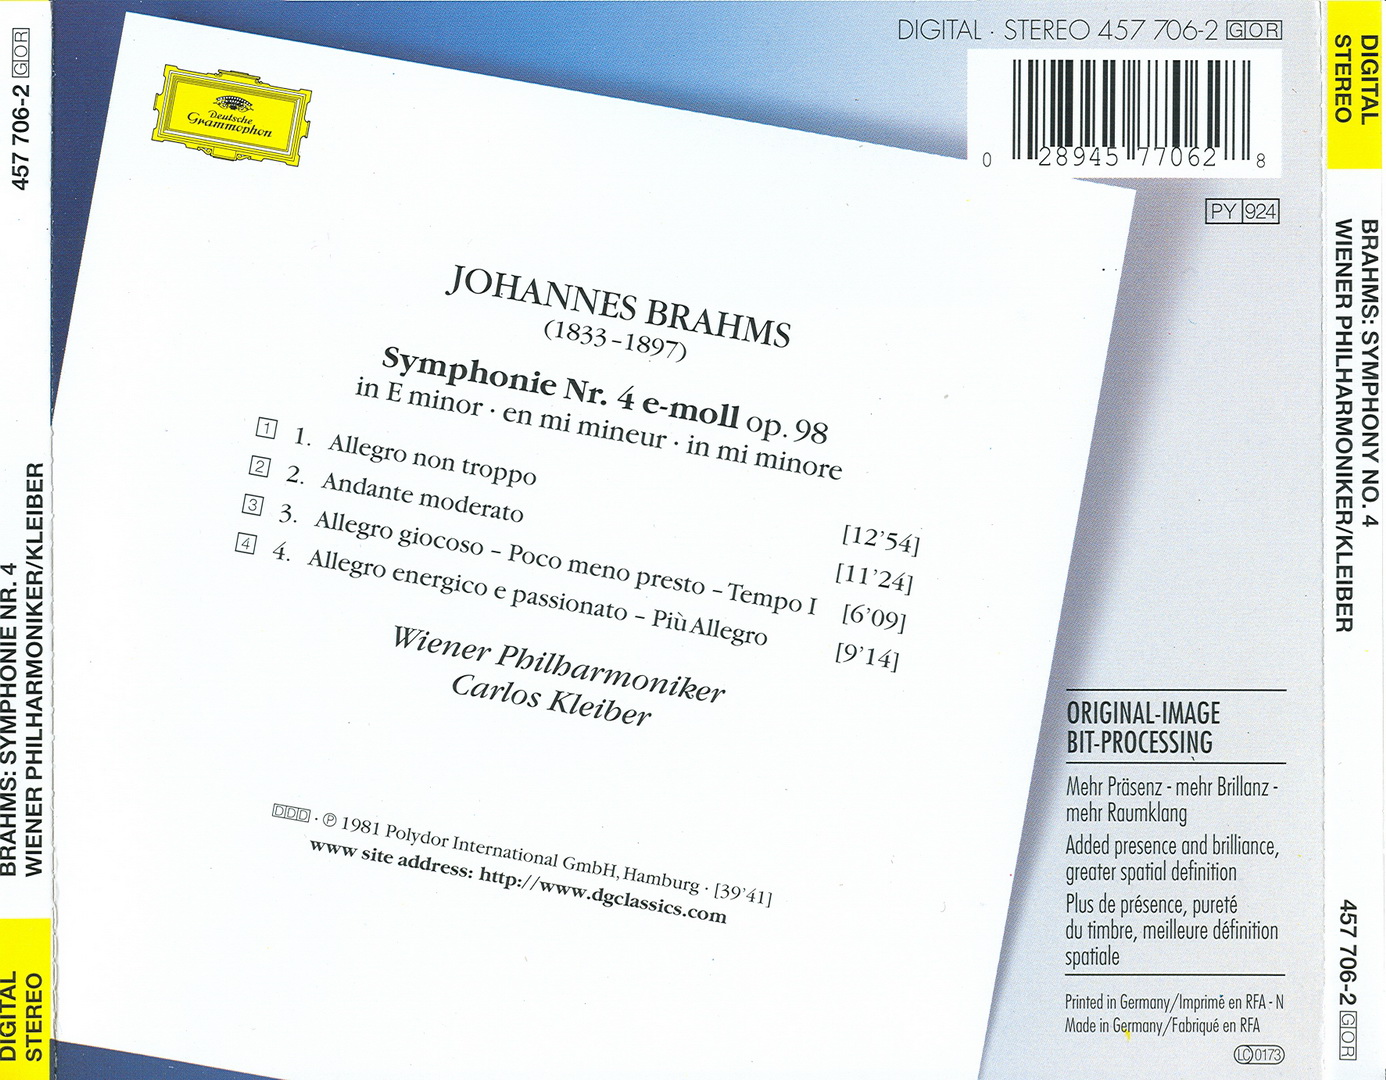 457 706-2 GOR
BRAHMS: SYMPHONIE NR. 4
WIENER PHILHARMONIKER/KLEIBER
DIGITAL
STEREO
Deutsche
Grammophon
DIGITAL · STEREO 457 706-2 GOR
0 28945 77062 8
PY 924
JOHANNES BRAHMS
(1833–1897)
Symphonie Nr. 4 e-moll op. 98
in E minor · en mi mineur · in mi minore
1 1. Allegro non troppo [12’54]
2 2. Andante moderato [11’24]
3 3. Allegro giocoso – Poco meno presto – Tempo I [6’09]
4 4. Allegro energico e passionato – Più Allegro [9’14]
Wiener Philharmoniker
Carlos Kleiber
DDD · ℗ 1981 Polydor International GmbH, Hamburg · [39’41]
www site address: http://www.dgclassics.com
ORIGINAL-IMAGE
BIT-PROCESSING
Mehr Präsenz - mehr Brillanz -
mehr Raumklang
Added presence and brilliance,
greater spatial definition
Plus de présence, pureté
du timbre, meilleure définition
spatiale
Printed in Germany/Imprimé en RFA - N
Made in Germany/Fabriqué en RFA
LC 0173
DIGITAL
STEREO
BRAHMS: SYMPHONY NO. 4
WIENER PHILHARMONIKER/KLEIBER
457 706-2 GOR